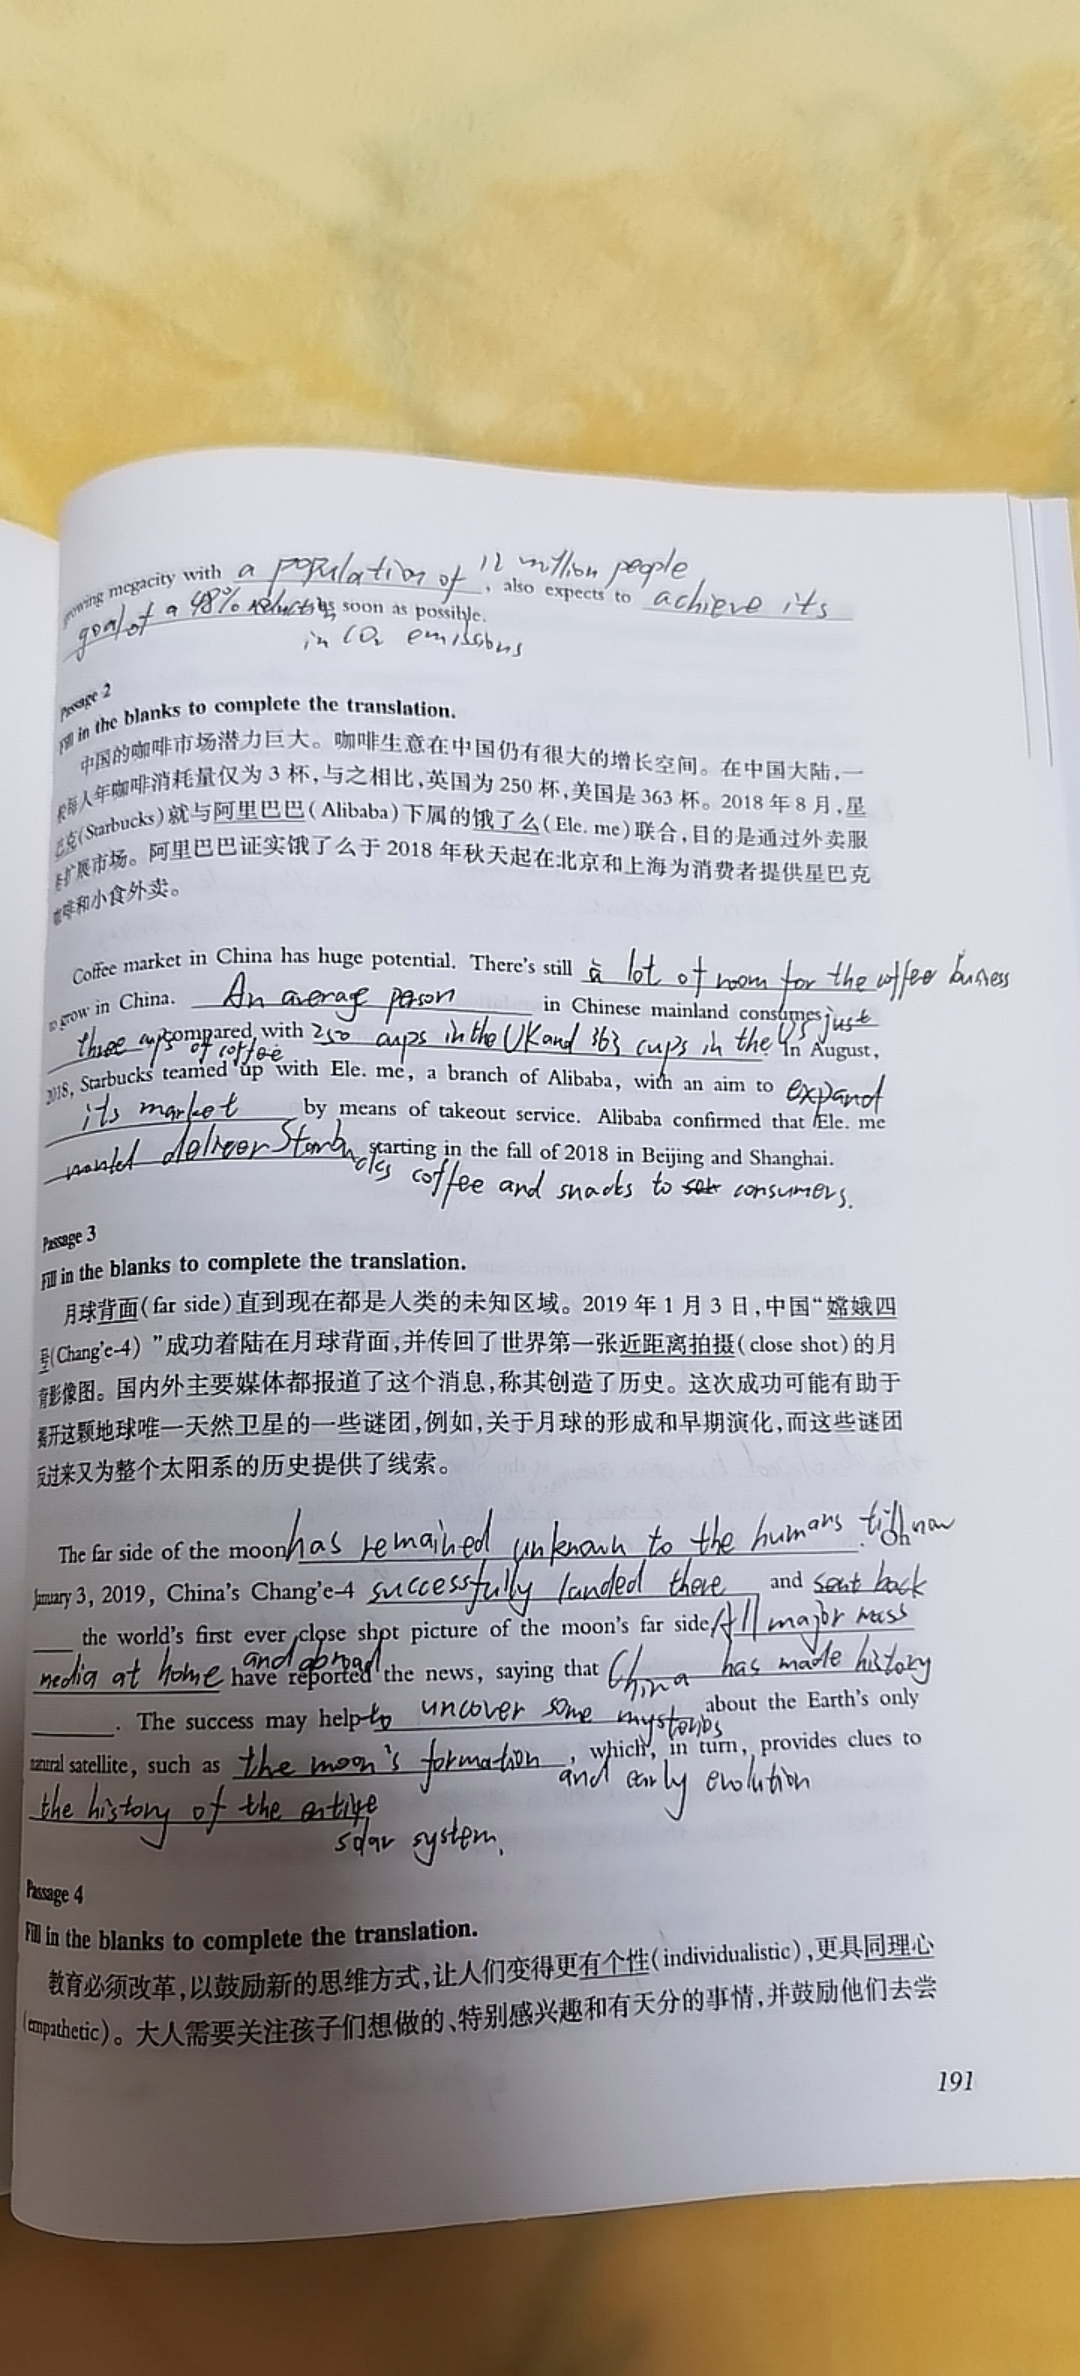 growing megacity with a population of 12 million people, also expects to achieve its
goal of a 48% reduction in CO₂ emissions as soon as possible.
Passage 2
Fill in the blanks to complete the translation.
中国的咖啡市场潜力巨大。咖啡生意在中国仍有很大的增长空间。在中国大陆,一
般每人年咖啡消耗量仅为 3 杯,与之相比,英国为 250 杯,美国是 363 杯。2018 年 8 月,星
巴克(Starbucks)就与阿里巴巴(Alibaba)下属的饿了么(Ele. me)联合,目的是通过外卖服
务扩展市场。阿里巴巴证实饿了么于 2018 年秋天起在北京和上海为消费者提供星巴克
咖啡和小食外卖。
Coffee market in China has huge potential. There's still a lot of room for the coffee business
to grow in China. An average person in Chinese mainland consumes just
three cups of coffee compared with 250 cups in the UK and 363 cups in the US In August,
2018, Starbucks teamed up with Ele. me, a branch of Alibaba, with an aim to expand
its market by means of takeout service. Alibaba confirmed that Ele. me
would deliver Starbucks coffee and snacks to consumers. starting in the fall of 2018 in Beijing and Shanghai.
Passage 3
Fill in the blanks to complete the translation.
月球背面(far side)直到现在都是人类的未知区域。2019 年 1 月 3 日,中国“嫦娥四
号(Chang'e-4)”成功着陆在月球背面,并传回了世界第一张近距离拍摄(close shot)的月
背影像图。国内外主要媒体都报道了这个消息,称其创造了历史。这次成功可能有助于
揭开这颗地球唯一天然卫星的一些谜团,例如,关于月球的形成和早期演化,而这些谜团
反过来又为整个太阳系的历史提供了线索。
The far side of the moon has remained unknown to the humans till now. On
January 3, 2019, China's Chang'e-4 successfully landed there and sent back
the world's first ever close shot picture of the moon's far side. All major mass
media at home and abroad have reported the news, saying that China has made history
. The success may help to uncover some mysteries about the Earth's only
natural satellite, such as the moon's formation and early evolution, which, in turn, provides clues to
the history of the entire solar system.
Passage 4
Fill in the blanks to complete the translation.
教育必须改革,以鼓励新的思维方式,让人们变得更有个性(individualistic),更具同理心
(empathetic)。大人需要关注孩子们想做的、特别感兴趣和有天分的事情,并鼓励他们去尝
191